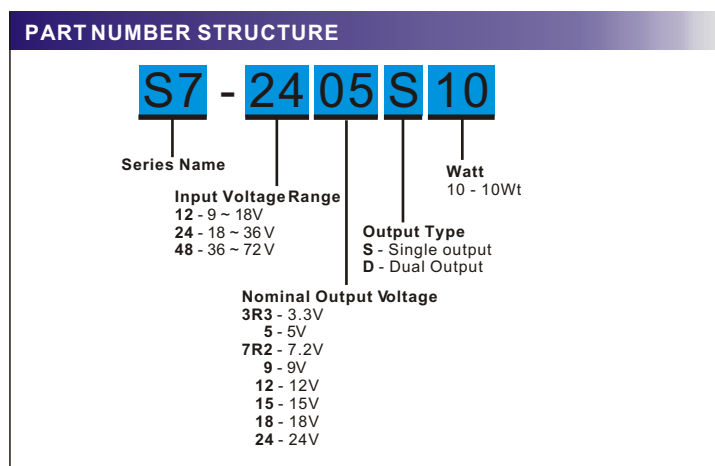 PART NUMBER STRUCTURE
S7 - 24 05 S 10
Series Name
Input Voltage Range
12 - 9 ~ 18V
24 - 18 ~ 36 V
48 - 36 ~ 72 V
Nominal Output Voltage
3R3 - 3.3V
5 - 5V
7R2 - 7.2V
9 - 9V
12 - 12V
15 - 15V
18 - 18V
24 - 24V
Output Type
S - Single output
D - Dual Output
Watt
10 - 10Wt